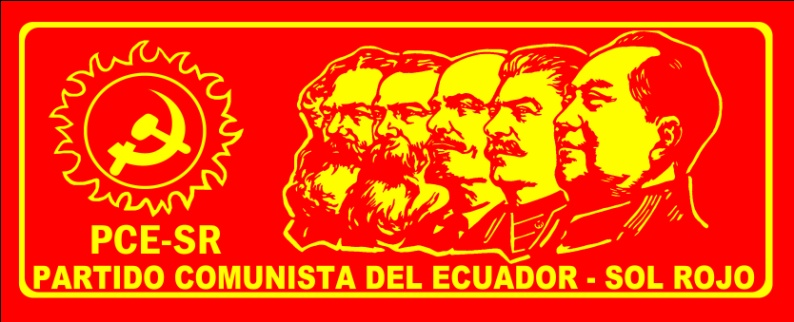 PCE-SR
PARTIDO COMUNISTA DEL ECUADOR - SOL ROJO